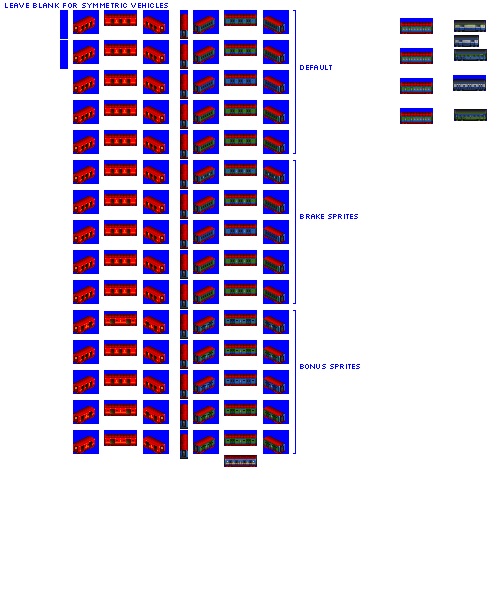 LEAVE BLANK FOR SYMMETRIC VEHICLES
DEFAULT
BRAKE SPRITES
BONUS SPRITES